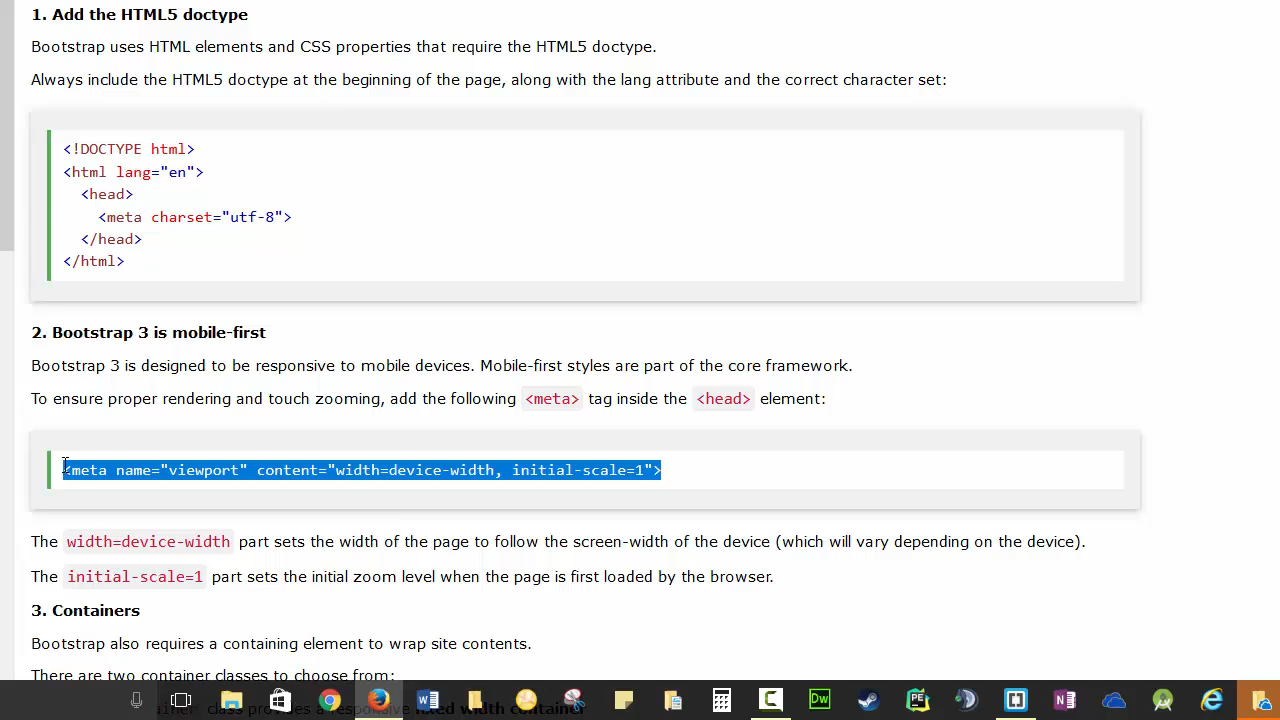 1. Add the HTML5 doctype
Bootstrap uses HTML elements and CSS properties that require the HTML5 doctype.
Always include the HTML5 doctype at the beginning of the page, along with the lang attribute and the correct character set:
<!DOCTYPE html>
<html lang="en">
<head>
<meta charset="utf-8">
</head>
</html>
2. Bootstrap 3 is mobile-first
Bootstrap 3 is designed to be responsive to mobile devices. Mobile-first styles are part of the core framework.
To ensure proper rendering and touch zooming, add the following <meta> tag inside the <head> element:
<meta name="viewport" content="width=device-width, initial-scale=1">
The width=device-width part sets the width of the page to follow the screen-width of the device (which will vary depending on the device).
The initial-scale=1 part sets the initial zoom level when the page is first loaded by the browser.
3. Containers
Bootstrap also requires a containing element to wrap site contents.
There are two container classes to choose from:
class provides a responsive fixed width container
Dw